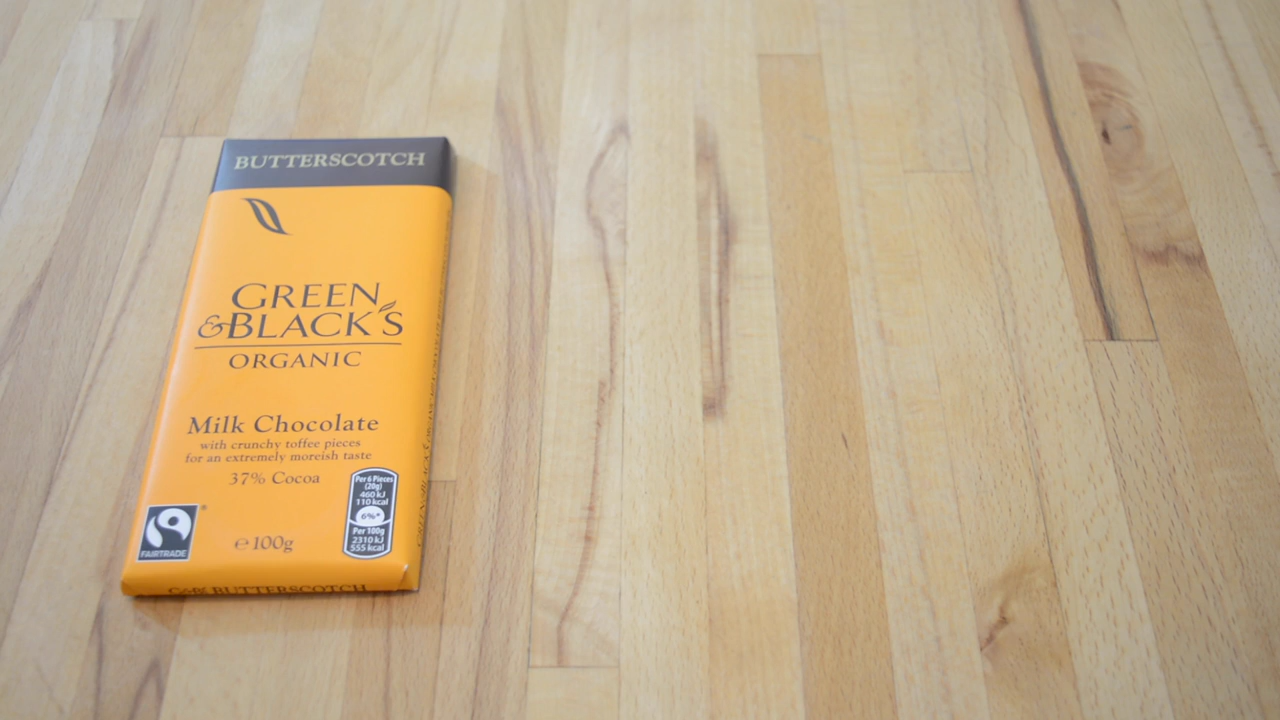 BUTTERSCOTCH
GREEN
&BLACK'S
ORGANIC
Milk Chocolate
with crunchy toffee pieces
for an extremely moreish taste
37% Cocoa
Per 6 Pieces
(20g)
460 kJ
110 kcal
6%*
Per 100g
2310 kJ
555 kcal
FAIRTRADE
®
e100g
G&B's BUTTERSCOTCH